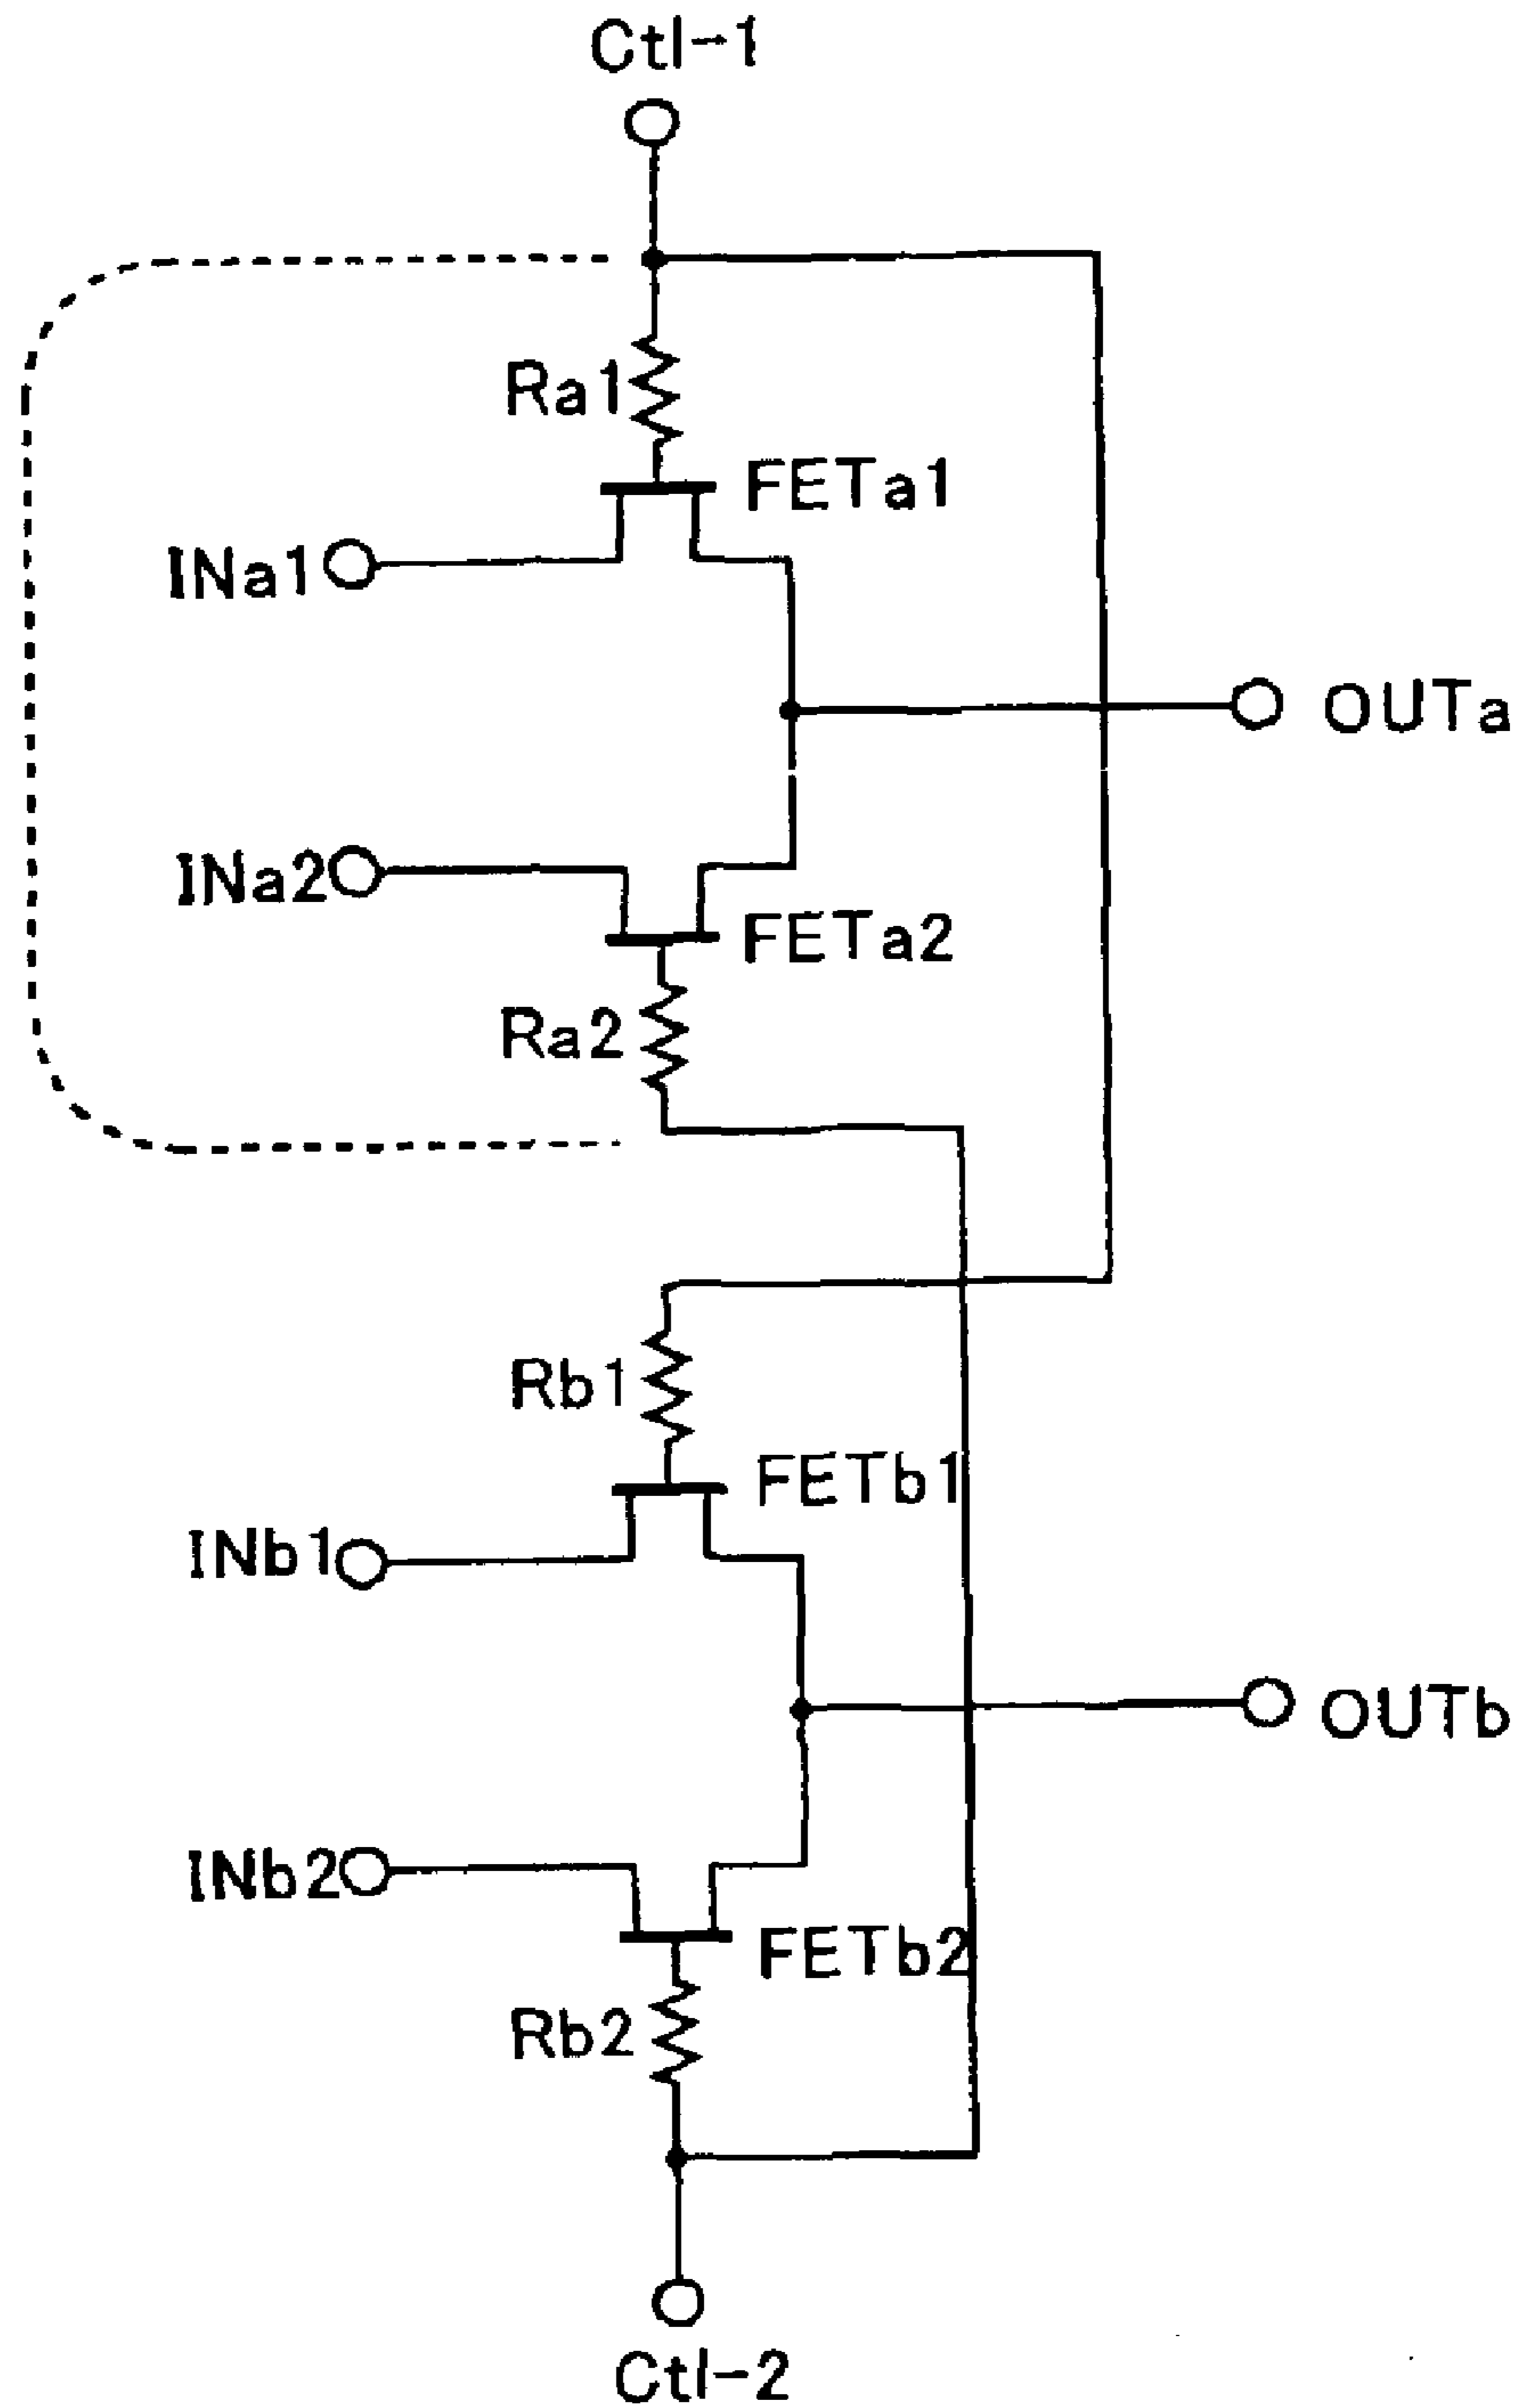 Ctl-1
Ra1
FETa1
INa1
OUTa
INa2
FETa2
Ra2
Rb1
FETb1
INb1
OUTb
INb2
FETb2
Rb2
Ctl-2